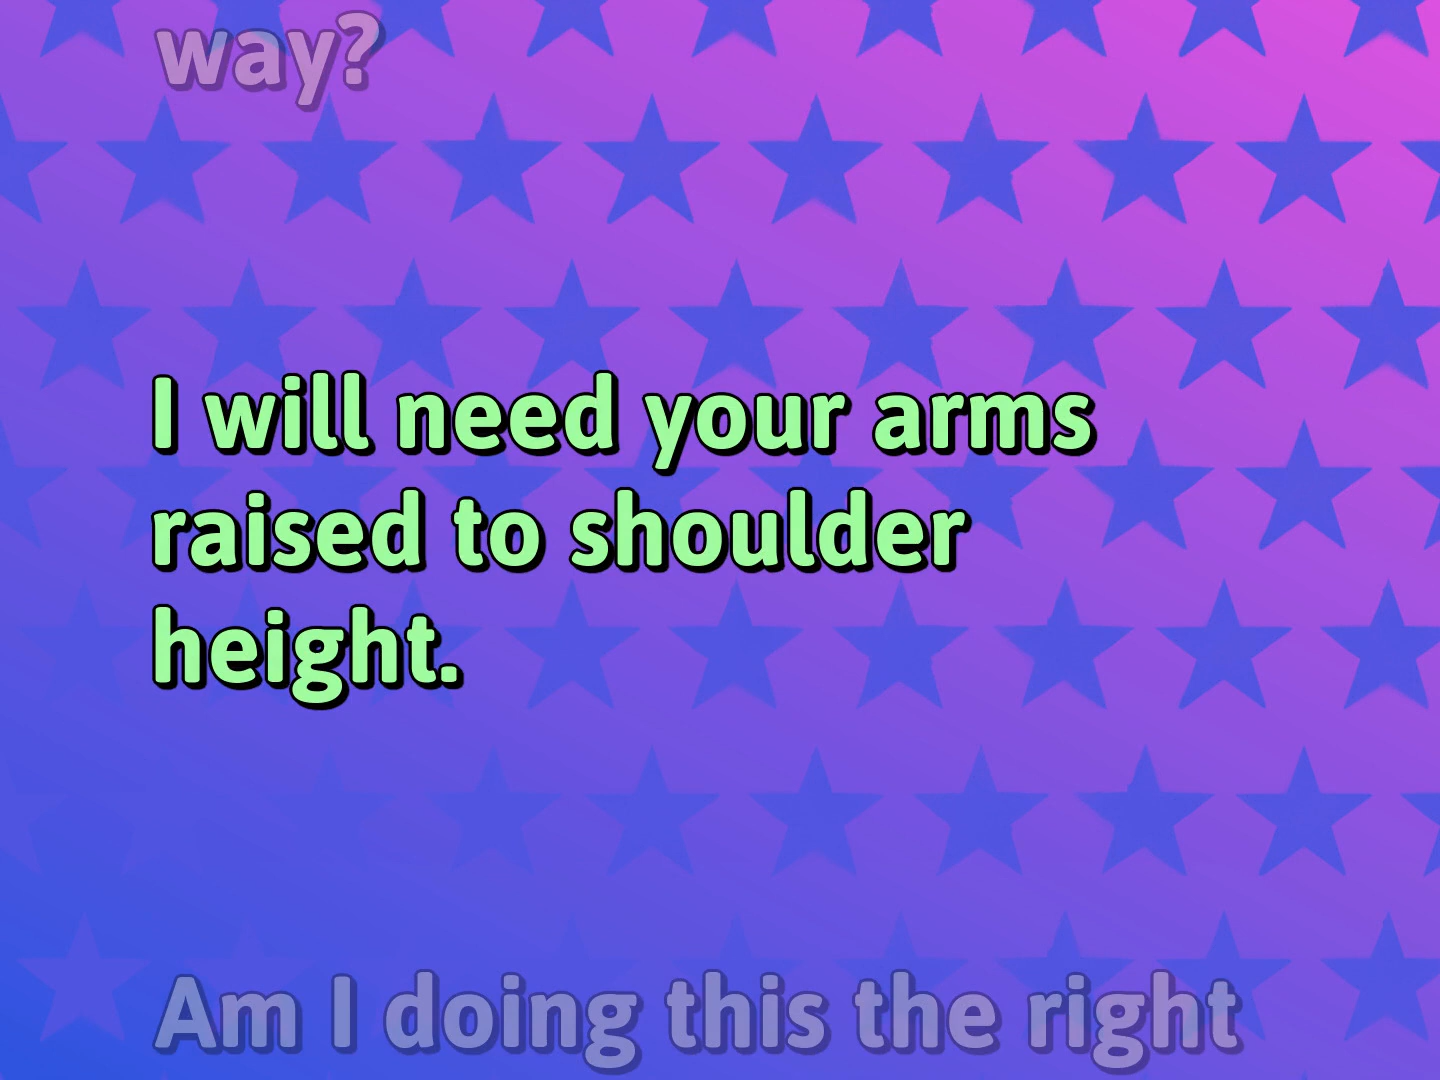 way?
I will need your arms
raised to shoulder
height.
Am I doing this the right